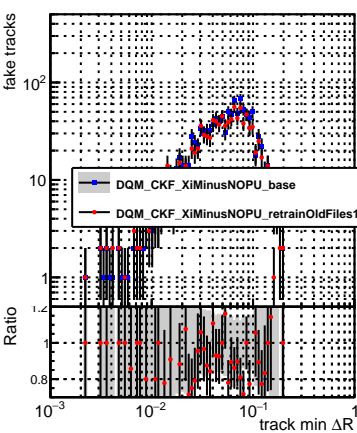 fake tracks
10²
10
1
DQM_CKF_XiMinusNOPU_base
DQM_CKF_XiMinusNOPU_retrainOldFiles1
Ratio
1.2
1
0.8
10⁻³
10⁻²
10⁻¹
1
track min ΔR